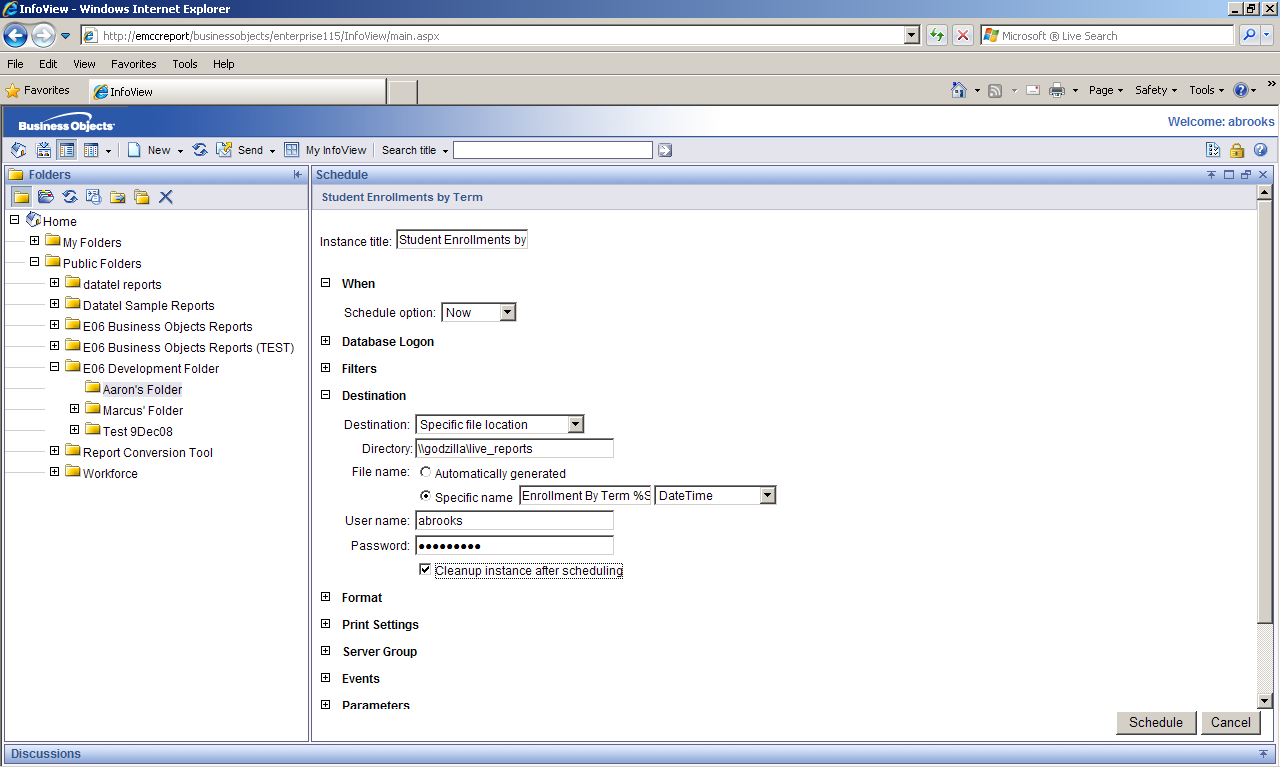 InfoView - Windows Internet Explorer
http://emccreport/businessobjects/enterprise115/InfoView/main.aspx
Microsoft ® Live Search
File Edit View Favorites Tools Help
Favorites InfoView Page Safety Tools
Business Objects
Welcome: abrooks
New Send My InfoView Search title
Folders
Home
My Folders
Public Folders
datatel reports
Datatel Sample Reports
E06 Business Objects Reports
E06 Business Objects Reports (TEST)
E06 Development Folder
Aaron's Folder
Marcus' Folder
Test 9Dec08
Report Conversion Tool
Workforce
Schedule
Student Enrollments by Term
Instance title: Student Enrollments by
When
Schedule option: Now
Database Logon
Filters
Destination
Destination: Specific file location
Directory: \\godzilla\live_reports
File name: Automatically generated
Specific name Enrollment By Term %S DateTime
User name: abrooks
Password: ●●●●●●●●●
Cleanup instance after scheduling
Format
Print Settings
Server Group
Events
Parameters
Schedule Cancel
Discussions